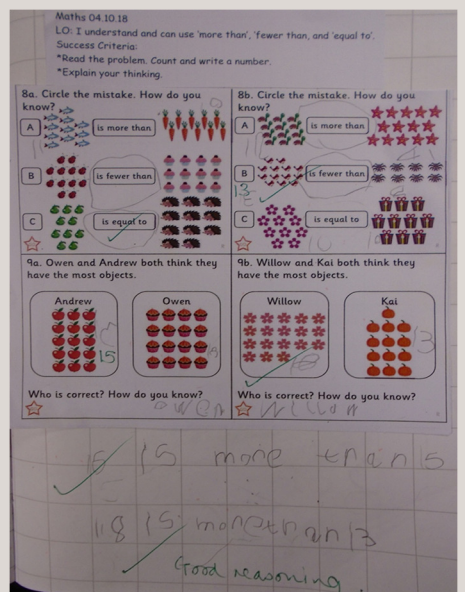 Maths 04.10.18
LO: I understand and can use 'more than', 'fewer than, and 'equal to'.
Success Criteria:
*Read the problem. Count and write a number.
*Explain your thinking.
8a. Circle the mistake. How do you know?
A is more than
B is fewer than
C is equal to
8b. Circle the mistake. How do you know?
A is more than
B is fewer than
13
C is equal to
9a. Owen and Andrew both think they have the most objects.
Andrew Owen
15
Who is correct? How do you know?
Owen
9b. Willow and Kai both think they have the most objects.
Willow Kai
18 13
Who is correct? How do you know?
Willow
16 is more than 15
18 is more than 13
Good reasoning.